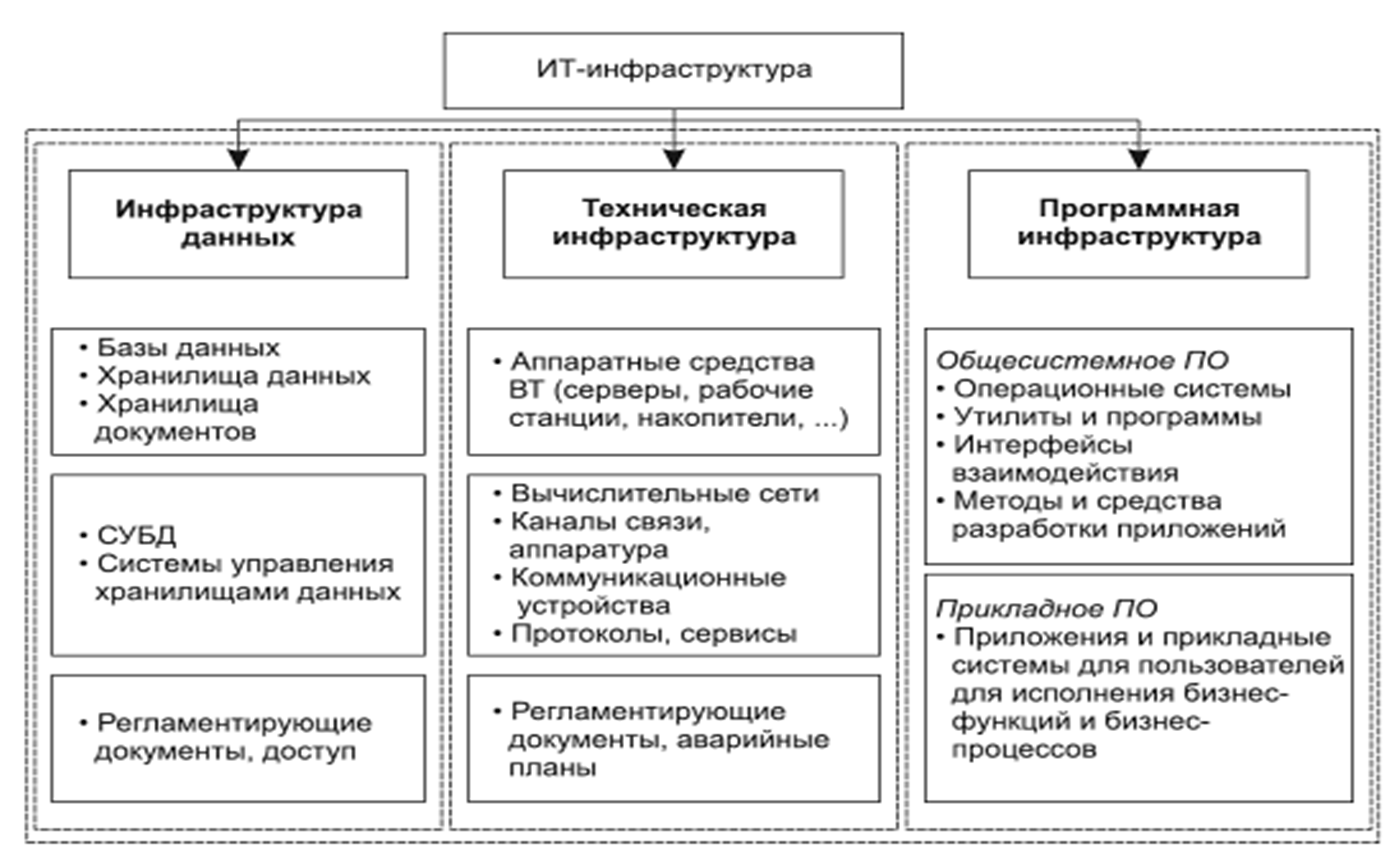 ИТ-инфраструктура
Инфраструктура
данных
• Базы данных
• Хранилища данных
• Хранилища
документов
• СУБД
• Системы управления
хранилищами данных
• Регламентирующие
документы, доступ
Техническая
инфраструктура
• Аппаратные средства
ВТ (серверы, рабочие
станции, накопители, ...)
• Вычислительные сети
• Каналы связи,
аппаратура
• Коммуникационные
устройства
• Протоколы, сервисы
• Регламентирующие
документы, аварийные
планы
Программная
инфраструктура
Общесистемное ПО
• Операционные системы
• Утилиты и программы
• Интерфейсы
взаимодействия
• Методы и средства
разработки приложений
Прикладное ПО
• Приложения и прикладные
системы для пользователей
для исполнения бизнес-
функций и бизнес-
процессов